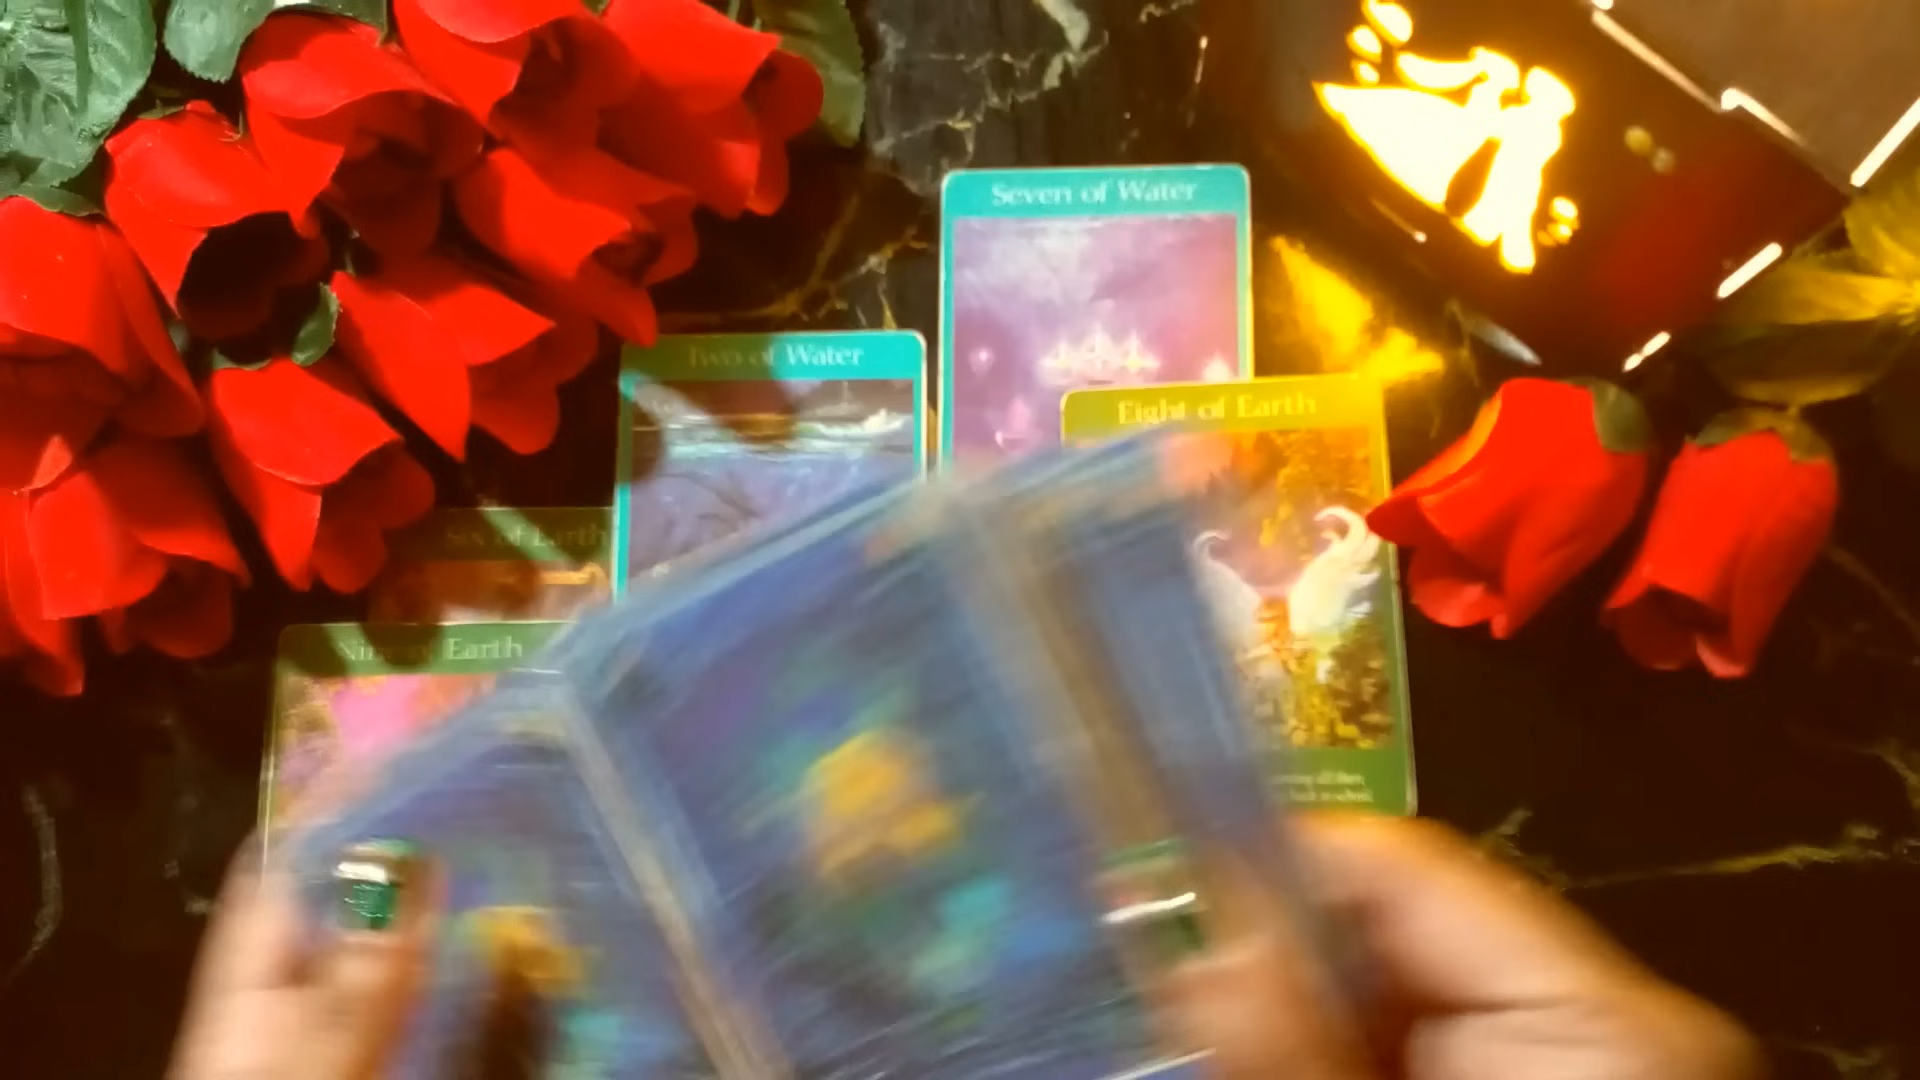 Seven of Water
Two of Water
Eight of Earth
Six of Earth
Nine of Earth